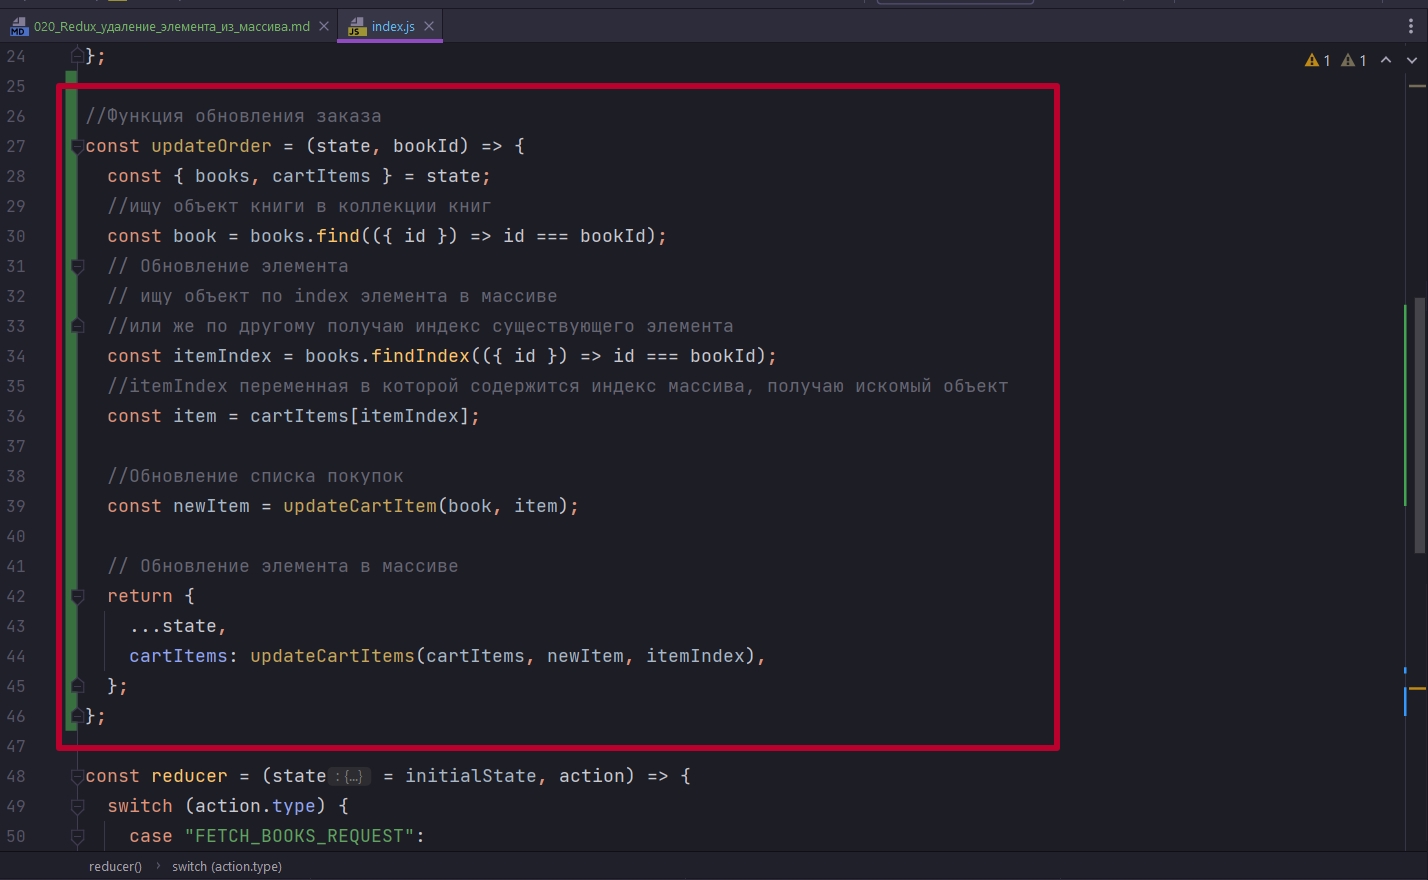 020_Redux_удаление_элемента_из_массива.md
index.js
1 1
24 };
25
26 //Функция обновления заказа
27 const updateOrder = (state, bookId) => {
28 const { books, cartItems } = state;
29 //ищу объект книги в коллекции книг
30 const book = books.find(({ id }) => id === bookId);
31 // Обновление элемента
32 // ищу объект по index элемента в массиве
33 //или же по другому получаю индекс существующего элемента
34 const itemIndex = books.findIndex(({ id }) => id === bookId);
35 //itemIndex переменная в которой содержится индекс массива, получаю искомый объект
36 const item = cartItems[itemIndex];
37
38 //Обновление списка покупок
39 const newItem = updateCartItem(book, item);
40
41 // Обновление элемента в массиве
42 return {
43 ...state,
44 cartItems: updateCartItems(cartItems, newItem, itemIndex),
45 };
46 };
47
48 const reducer = (state : {...} = initialState, action) => {
49 switch (action.type) {
50 case "FETCH_BOOKS_REQUEST":
reducer() › switch (action.type)